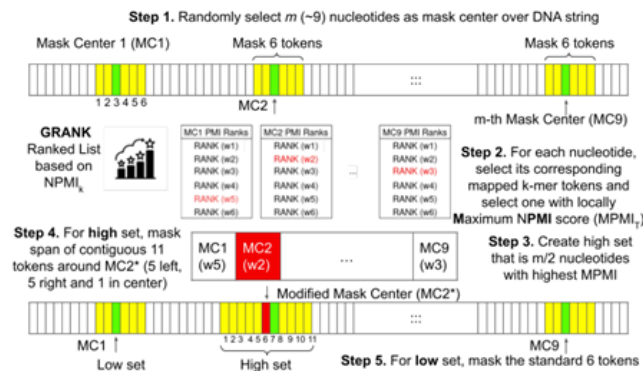 Step 1. Randomly select m (~9) nucleotides as mask center over DNA string
Mask Center 1 (MC1)
Mask 6 tokens
Mask 6 tokens
:::
1 2 3 4 5 6
MC2 ↑
m-th Mask Center (MC9)
GRANK
Ranked List
based on
NPMI_k
MC1 PMI Ranks
RANK (w1)
RANK (w2)
RANK (w3)
RANK (w4)
RANK (w5)
RANK (w6)
MC2 PMI Ranks
RANK (w1)
RANK (w2)
RANK (w3)
RANK (w4)
RANK (w5)
RANK (w6)
...
MC9 PMI Ranks
RANK (w1)
RANK (w2)
RANK (w3)
RANK (w4)
RANK (w5)
RANK (w6)
Step 2. For each nucleotide,
select its corresponding
mapped k-mer tokens and
select one with locally
Maximum NPMI score (MPMI_T)
Step 4. For high set, mask
span of contiguous 11
tokens around MC2* (5 left,
5 right and 1 in center)
MC1
(w5)
MC2
(w2)
...
MC9
(w3)
Step 3. Create high set
that is m/2 nucleotides
with highest MPMI
Modified Mask Center (MC2*)
:::
1 2 3 4 5 6 7 8 9 10 11
MC1
Low set
High set
MC9
Step 5. For low set, mask the standard 6 tokens